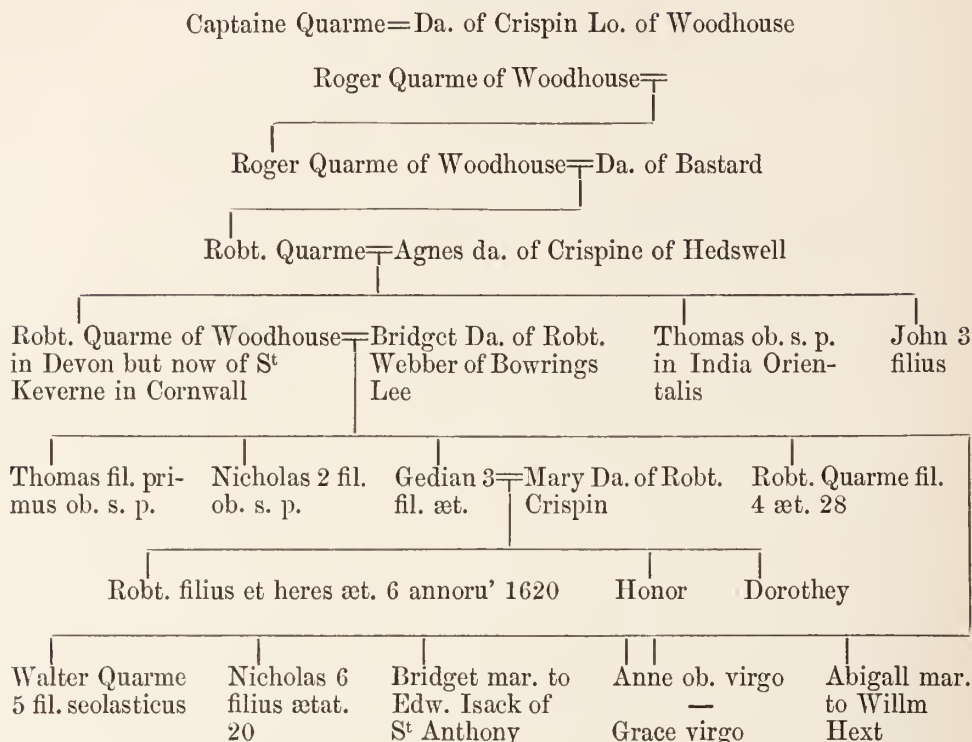 Captaine Quarme=Da. of Crispin Lo. of Woodhouse
Roger Quarme of Woodhouse=
Roger Quarme of Woodhouse=Da. of Bastard
Robt. Quarme=Agnes da. of Crispine of Hedswell
Robt. Quarme of Woodhouse=
in Devon but now of St
Keverne in Cornwall
Bridget Da. of Robt.
Webber of Bowrings
Lee
Thomas ob. s. p.
in India Orien-
talis
John 3
filius
Thomas fil. pri-
mus ob. s. p.
Nicholas 2 fil.
ob. s. p.
Gedian 3=
fil. æt.
Mary Da. of Robt.
Crispin
Robt. Quarme fil.
4 æt. 28
Robt. filius et heres æt. 6 annoru' 1620
Honor
Dorothey
Walter Quarme
5 fil. seolasticus
Nicholas 6
filius ætat.
20
Bridget mar. to
Edw. Isack of
St Anthony
Anne ob. virgo
—
Grace virgo
Abigall mar.
to Willm
Hext